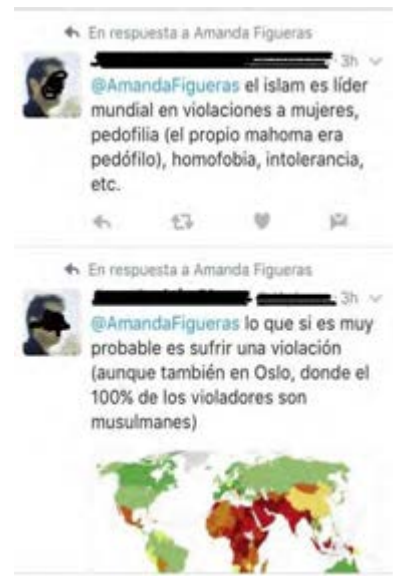 En respuesta a Amanda Figueras
3h
@AmandaFigueras el islam es líder
mundial en violaciones a mujeres,
pedofilia (el propio mahoma era
pedófilo), homofobia, intolerancia,
etc.
En respuesta a Amanda Figueras
3h
@AmandaFigueras lo que si es muy
probable es sufrir una violación
(aunque también en Oslo, donde el
100% de los violadores son
musulmanes)